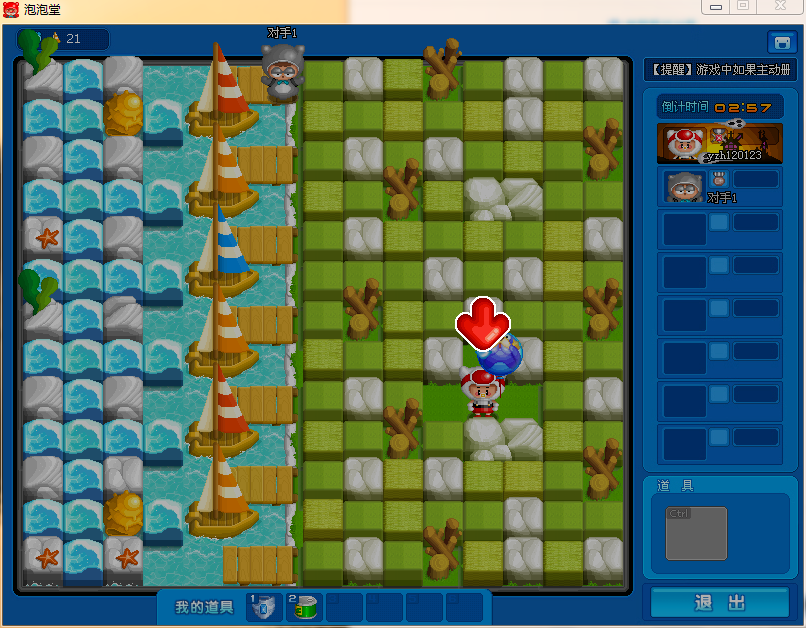 泡泡堂
21
对手1
【提醒】游戏中如果主动册
倒计时间 02:57
yzh120123
对手1
道 具
Ctrl
我的道具
1
2
3
退 出